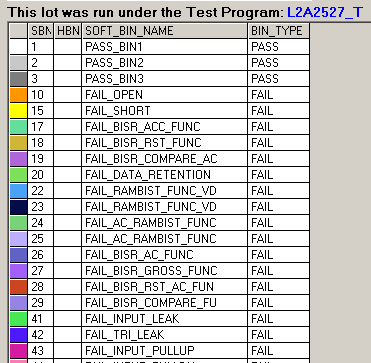 This lot was run under the Test Program: L2A2527_T
SBN HBN SOFT_BIN_NAME BIN_TYPE
1 PASS_BIN1 PASS
2 PASS_BIN2 PASS
3 PASS_BIN3 PASS
10 FAIL_OPEN FAIL
15 FAIL_SHORT FAIL
17 FAIL_BISR_ACC_FUNC FAIL
18 FAIL_BISR_RST_FUNC FAIL
19 FAIL_BISR_COMPARE_AC FAIL
20 FAIL_DATA_RETENTION FAIL
22 FAIL_RAMBIST_FUNC_VD FAIL
23 FAIL_RAMBIST_FUNC_VD FAIL
24 FAIL_AC_RAMBIST_FUNC FAIL
25 FAIL_AC_RAMBIST_FUNC FAIL
26 FAIL_BISR_AC_FUNC FAIL
27 FAIL_BISR_GROSS_FUNC FAIL
28 FAIL_BISR_RST_AC_FUN FAIL
29 FAIL_BISR_COMPARE_FU FAIL
41 FAIL_INPUT_LEAK FAIL
42 FAIL_TRI_LEAK FAIL
43 FAIL_INPUT_PULLUP FAIL